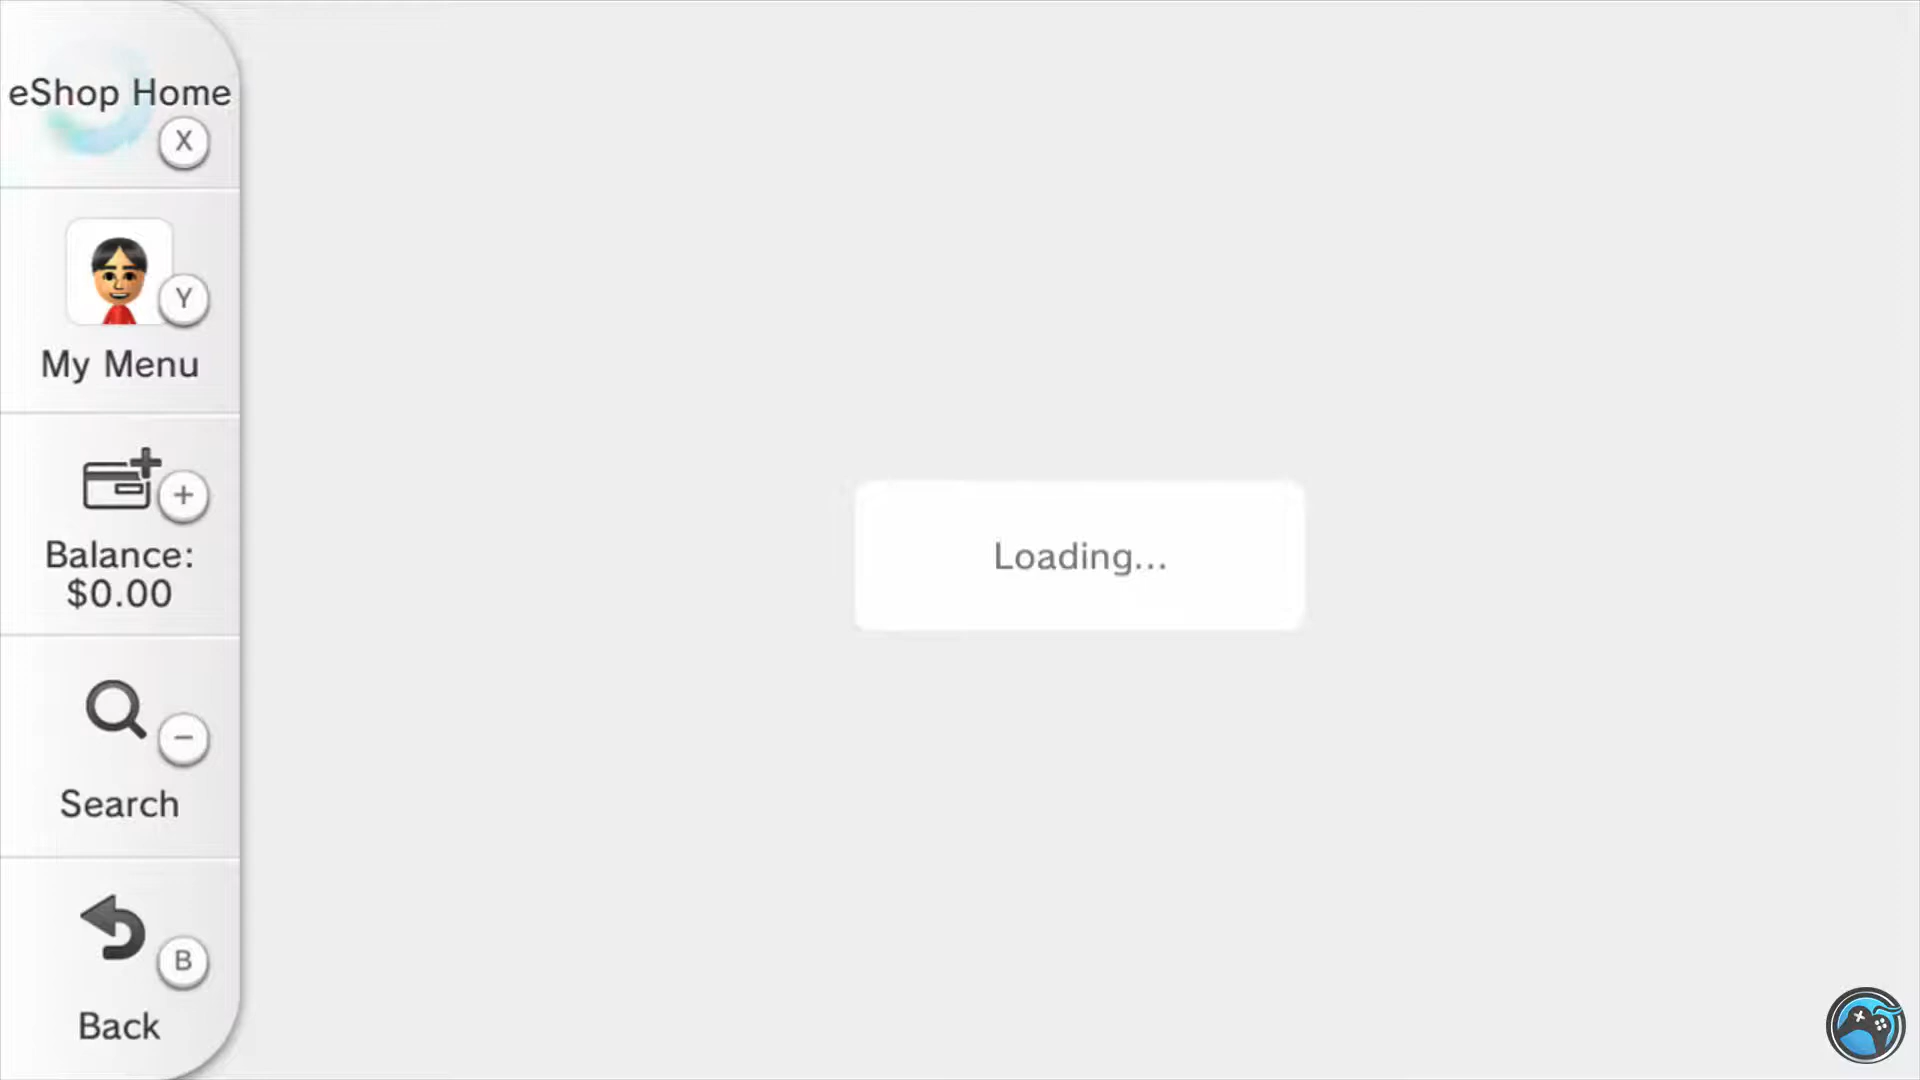 eShop Home
X
Y
My Menu
+
Balance:
$0.00
Loading...
−
Search
B
Back